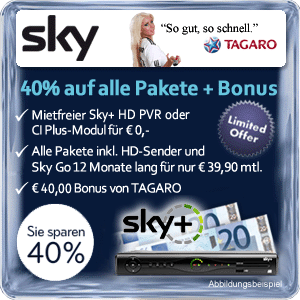 sky
“So gut, so schnell.”
TAGARO
40% auf alle Pakete + Bonus
Mietfreier Sky+ HD PVR oder
CI Plus-Modul für € 0,-
Limited
Offer
Alle Pakete inkl. HD-Sender und
Sky Go 12 Monate lang für nur € 39,90 mtl.
€ 40,00 Bonus von TAGARO
Sie sparen
40%
sky+
20
Abbildungsbeispiel